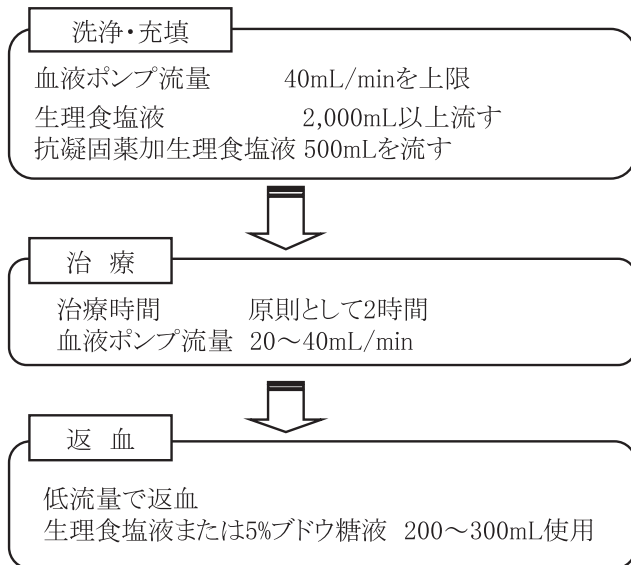 洗浄・充填
血液ポンプ流量 40mL/minを上限
生理食塩液 2,000mL以上流す
抗凝固薬加生理食塩液 500mLを流す
治 療
治療時間 原則として2時間
血液ポンプ流量 20～40mL/min
返 血
低流量で返血
生理食塩液または5%ブドウ糖液 200～300mL使用